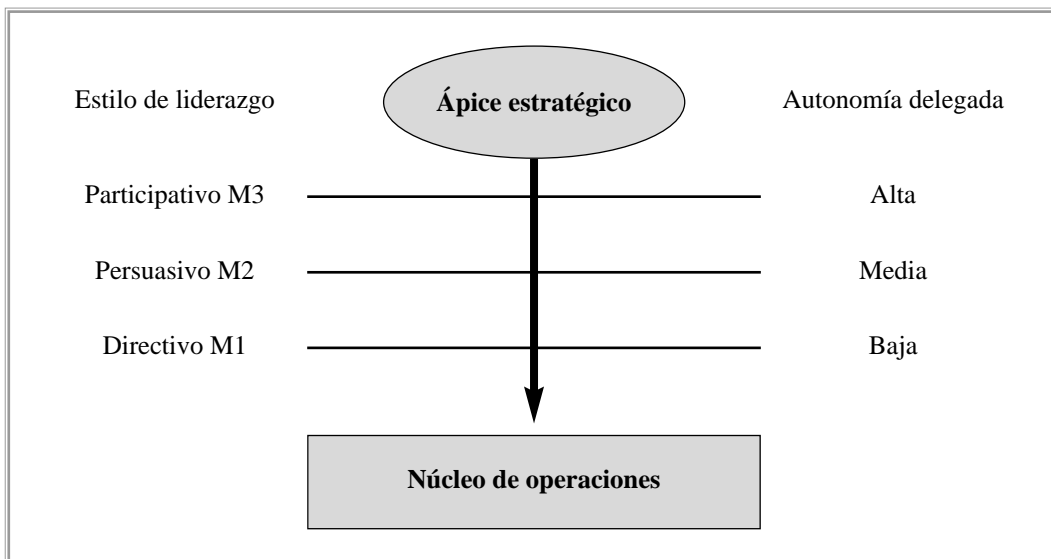 Estilo de liderazgo
Ápice estratégico
Autonomía delegada
Participativo M3
Alta
Persuasivo M2
Media
Directivo M1
Baja
Núcleo de operaciones